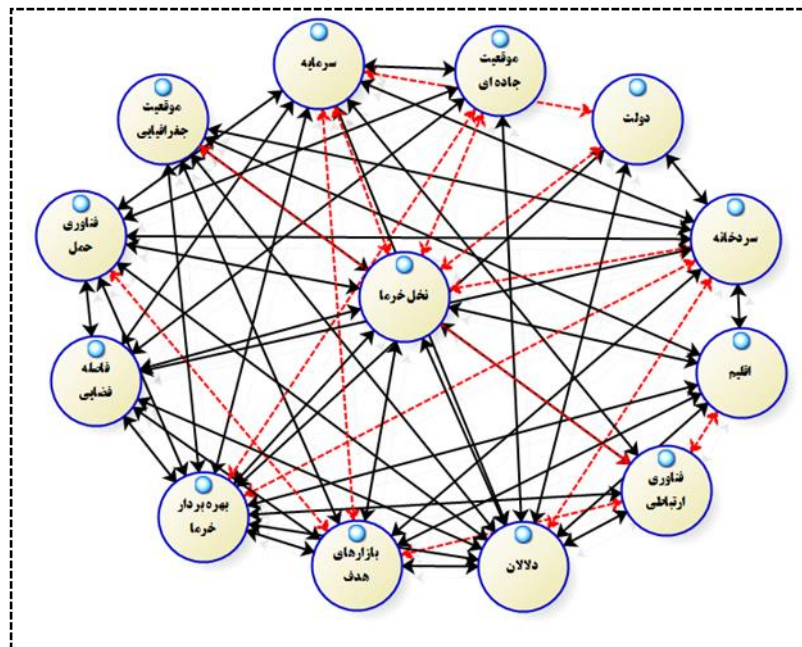 سرمایه
موقعیت
جاده ای
موقعیت
جغرافیایی
دولت
فناوری
حمل
سردخانه
نخل خرما
فاصله
فضایی
اقلیم
فناوری
ارتباطی
بهره بردار
خرما
بازارهای
هدف
دلالان